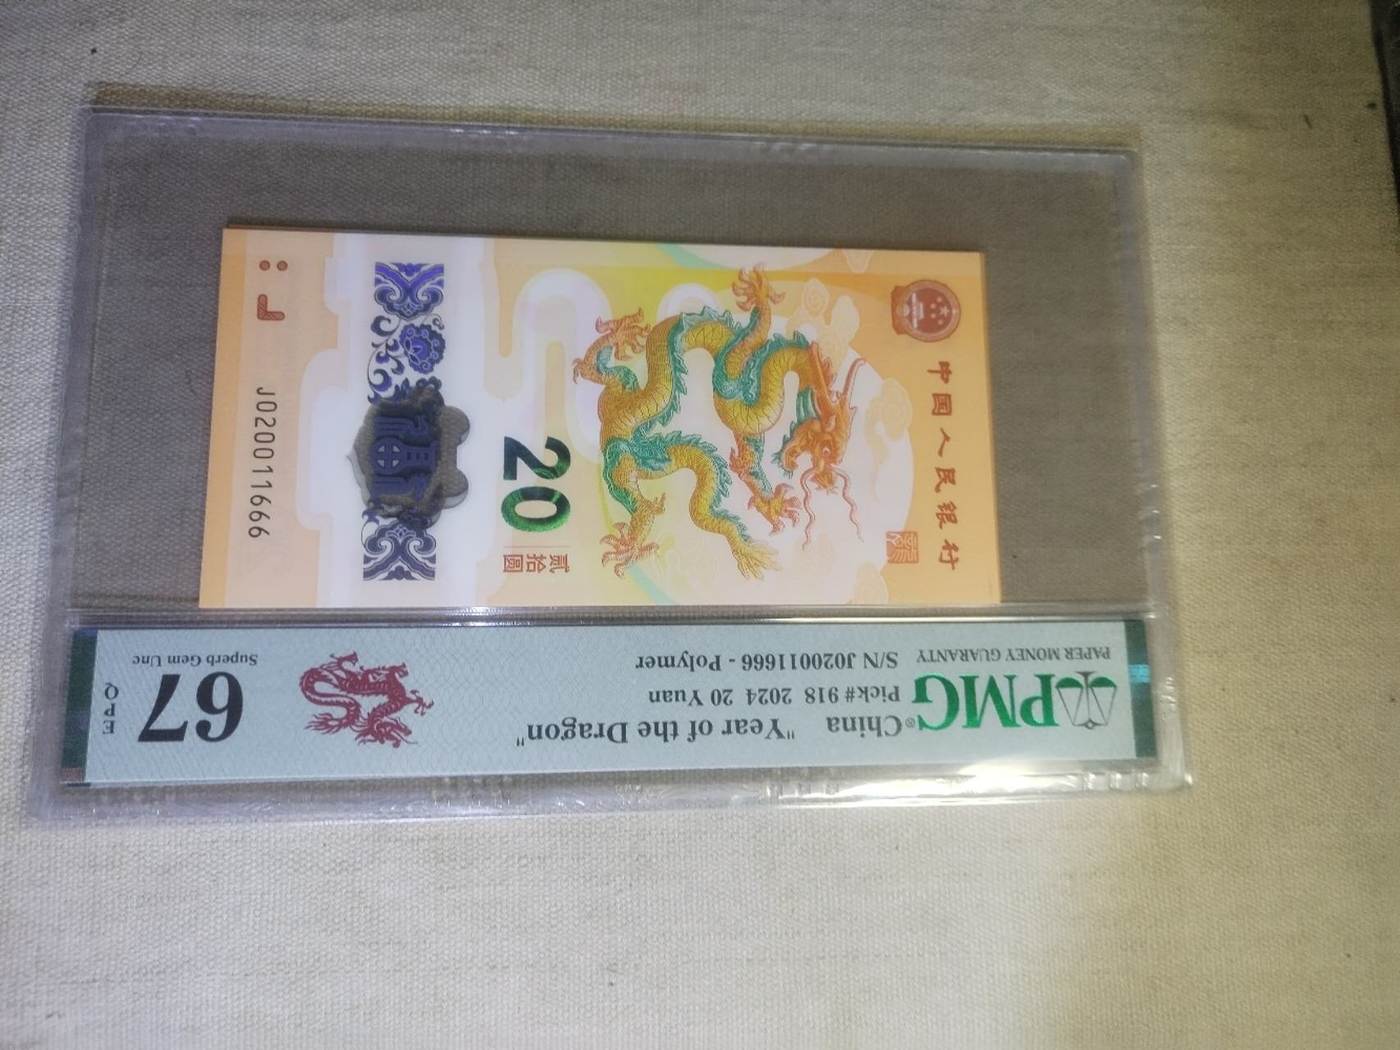 PMG
PAPER MONEY GUARANTY
®China "Year of the Dragon"
Pick# 918 2024 20 Yuan
S/N J020011666 - Polymer
67
Superb Gem Unc
EPQ
中国人民银行
20
贰拾圆
J020011666